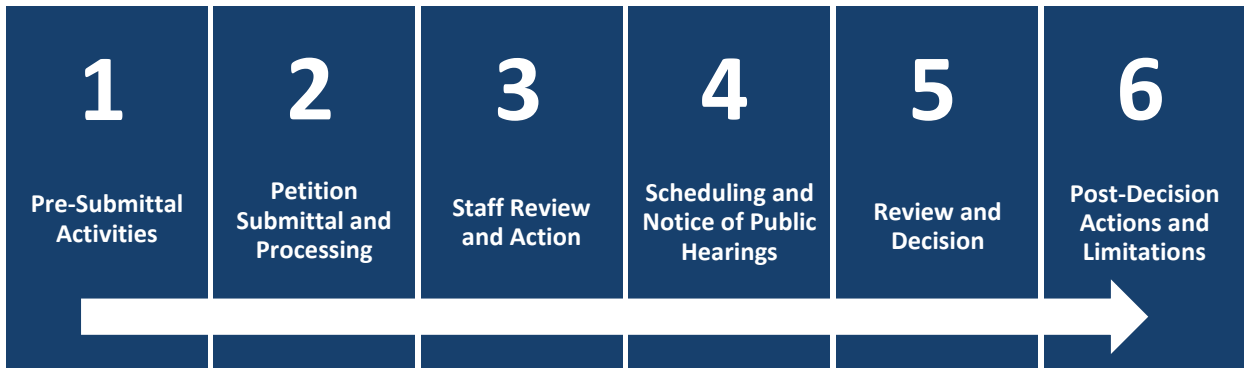 1
Pre-Submittal
Activities
2
Petition
Submittal and
Processing
3
Staff Review
and Action
4
Scheduling and
Notice of Public
Hearings
5
Review and
Decision
6
Post-Decision
Actions and
Limitations